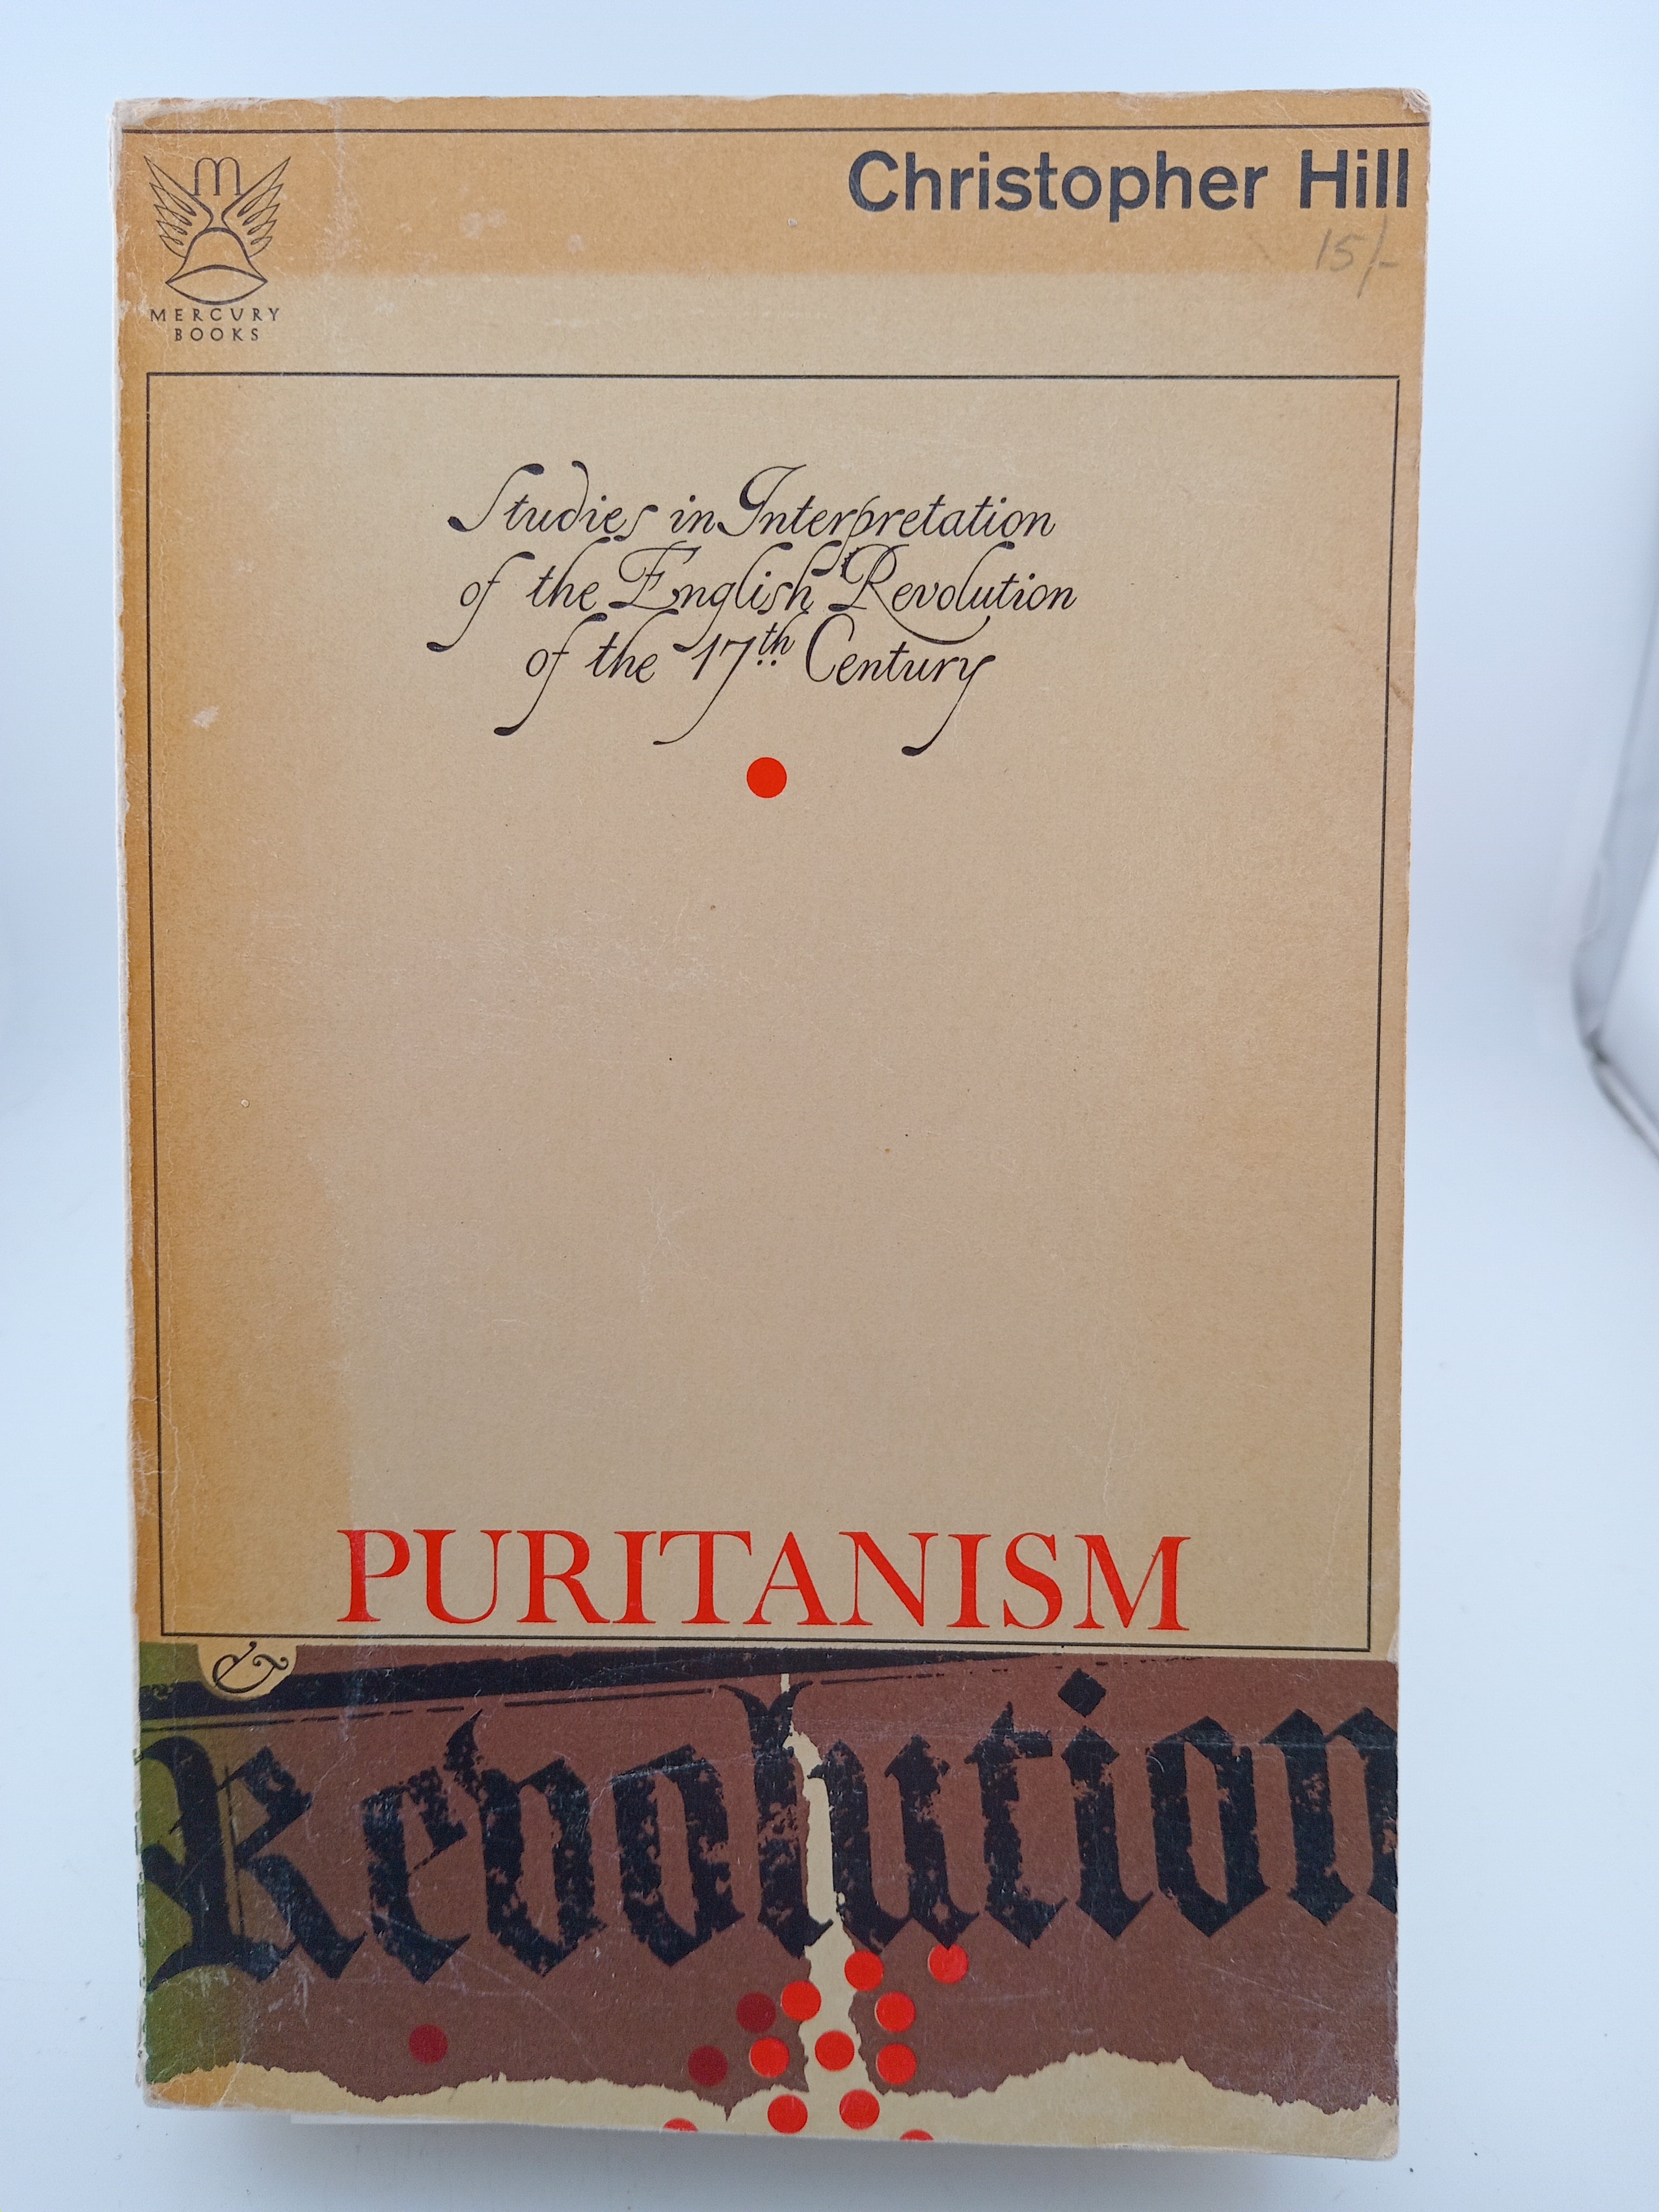 Christopher Hill
15/-
m
MERCURY
BOOKS
Studies in Interpretation
of the English Revolution
of the 17th Century
PURITANISM
&
Revolution